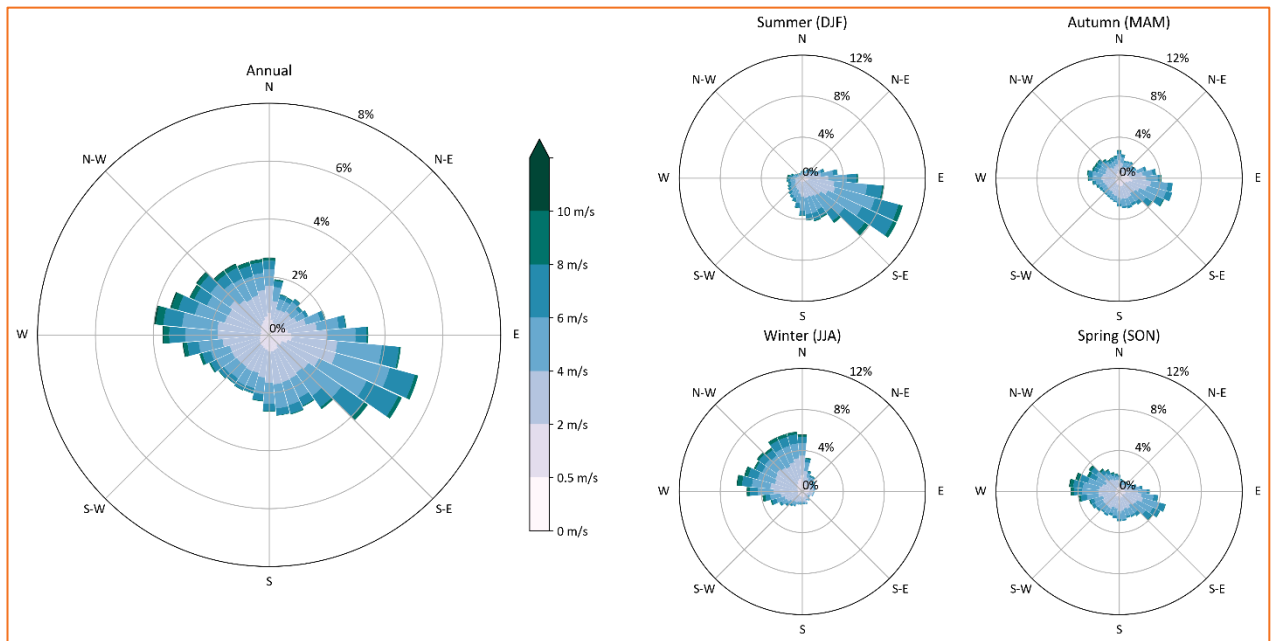 Annual
N
8%
N-W
N-E
6%
4%
2%
0%
W
E
S-W
S-E
S
10 m/s
8 m/s
6 m/s
4 m/s
2 m/s
0.5 m/s
0 m/s
Summer (DJF)
N
12%
N-W
N-E
8%
4%
0%
W
E
S-W
S-E
S
Autumn (MAM)
N
12%
N-W
N-E
8%
4%
0%
W
E
S-W
S-E
S
Winter (JJA)
N
12%
N-W
N-E
8%
4%
0%
W
E
S-W
S-E
S
Spring (SON)
N
12%
N-W
N-E
8%
4%
0%
W
E
S-W
S-E
S